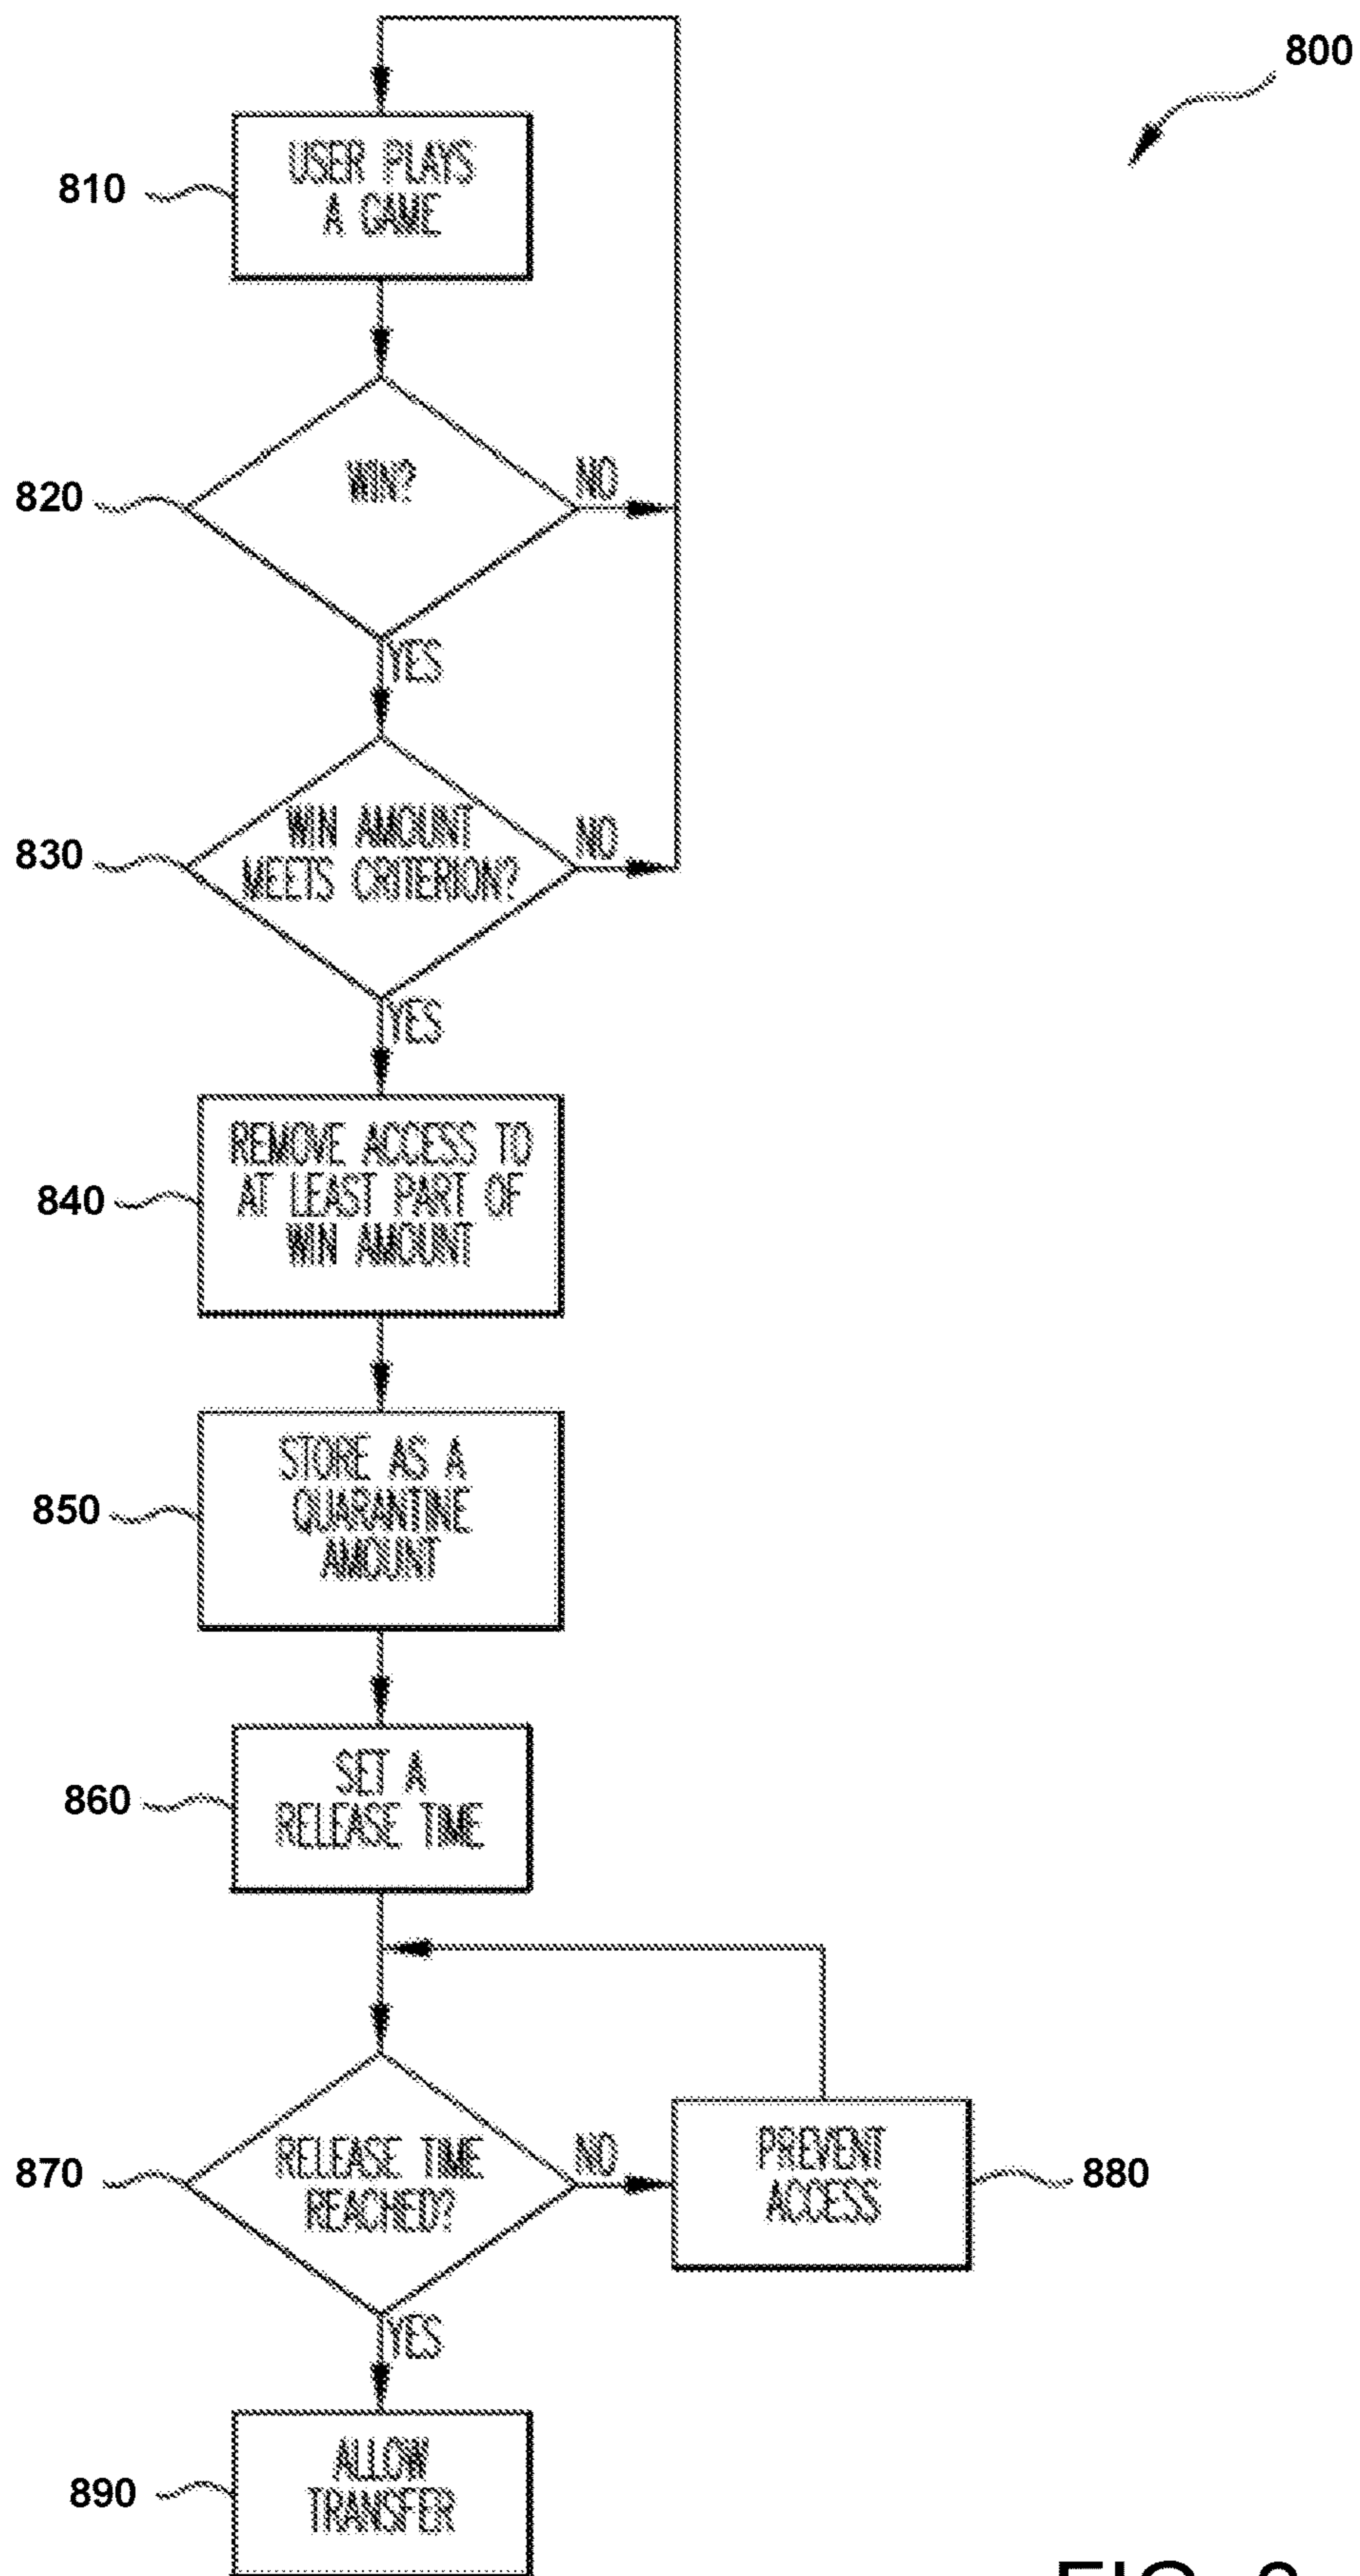 800
USER PLAYS
A GAME
810
WIN?
NO
820
YES
WIN AMOUNT
MEETS CRITERION?
NO
830
YES
REMOVE ACCESS TO
AT LEAST PART OF
WIN AMOUNT
840
STORE AS A
QUARANTINE
AMOUNT
850
SET A
RELEASE TIME
860
RELEASE TIME
REACHED?
NO
870
PREVENT
ACCESS
880
YES
ALLOW
TRANSFER
890
FIG.